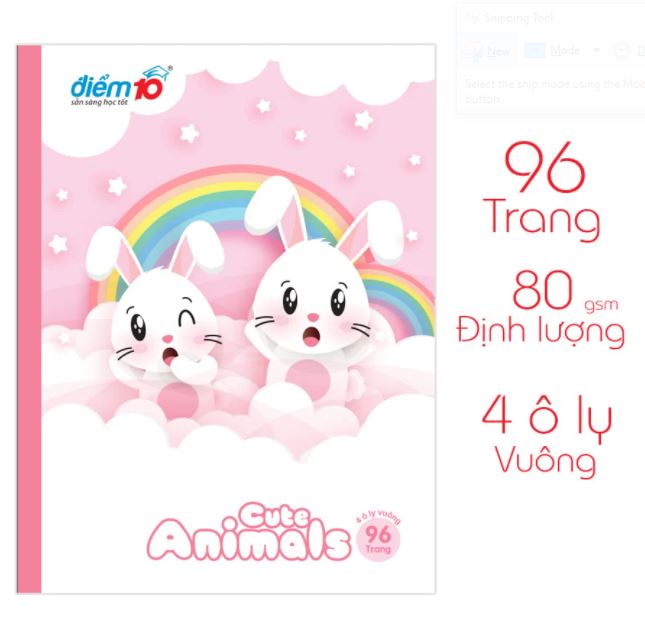 Snipping Tool
New
Mode
Select the snip mode using the Mo
button.
điểm10®
sẵn sàng học tốt
96
Trang
80 gsm
Định lượng
4 ô ly
Vuông
Cute
Animals
4 ô ly vuông
96
Trang